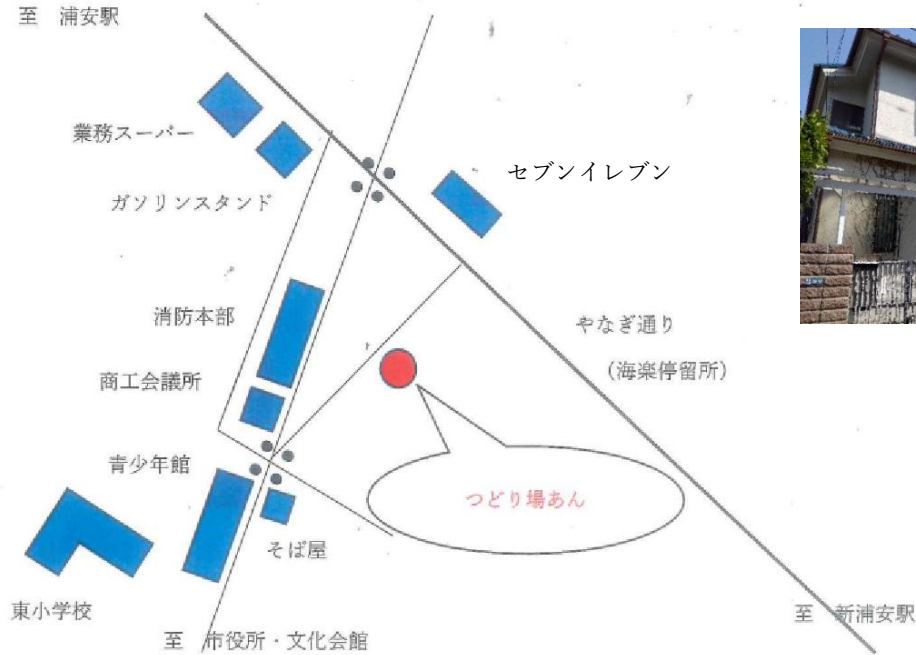 至　浦安駅
業務スーパー
セブンイレブン
ガソリンスタンド
消防本部
やなぎ通り
（海楽停留所）
商工会議所
青少年館
つどり場あん
そば屋
東小学校
至　新浦安駅
至　市役所・文化会館